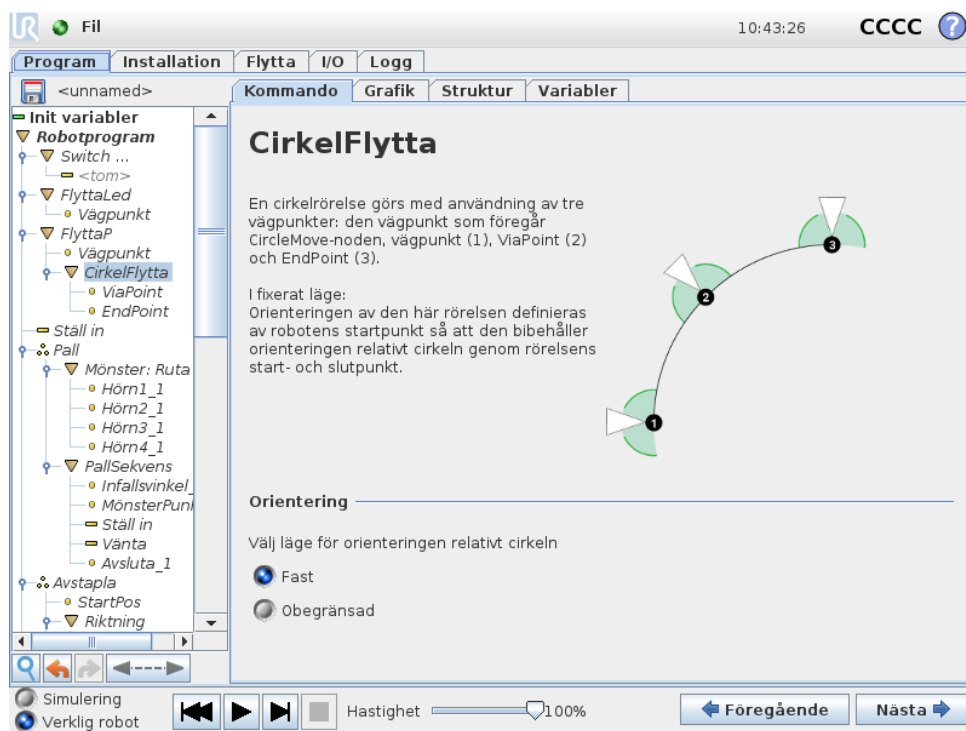 UR Fil 10:43:26 CCCC ?
Program Installation Flytta I/O Logg
<unnamed>
Kommando Grafik Struktur Variabler
Init variabler
Robotprogram
Switch ...
<tom>
FlyttaLed
Vägpunkt
FlyttaP
Vägpunkt
CirkelFlytta
ViaPoint
EndPoint
Ställ in
Pall
Mönster: Ruta
Hörn1_1
Hörn2_1
Hörn3_1
Hörn4_1
PallSekvens
Infallsvinkel_
MönsterPun
Ställ in
Vänta
Avsluta_1
Avstapla
StartPos
Riktning
CirkelFlytta
En cirkelrörelse görs med användning av tre
vägpunkter: den vägpunkt som föregår
CircleMove-noden, vägpunkt (1), ViaPoint (2)
och EndPoint (3).
I fixerat läge:
Orienteringen av den här rörelsen definieras
av robotens startpunkt så att den bibehåller
orienteringen relativt cirkeln genom rörelsens
start- och slutpunkt.
3
2
1
Orientering
Välj läge för orienteringen relativt cirkeln
Fast
Obegränsad
Simulering
Verklig robot
Hastighet 100%
Föregående
Nästa